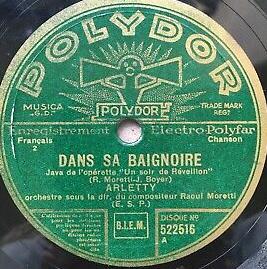 POLYDOR
MUSICA
"G.D."
POLYDOR
TRADE MARK
REGᵈ
Enregistrement Electro-Polyfar
Français
2
Chanson
DANS SA BAIGNOIRE
Java de l'opérette "Un soir de Réveillon"
(R. Moretti-J. Boyer)
ARLETTY
orchestre sous la dir. du compositeur Raoul Moretti
(E. S. P.)
B.I.E.M.
DISQUE Nº
522516
A